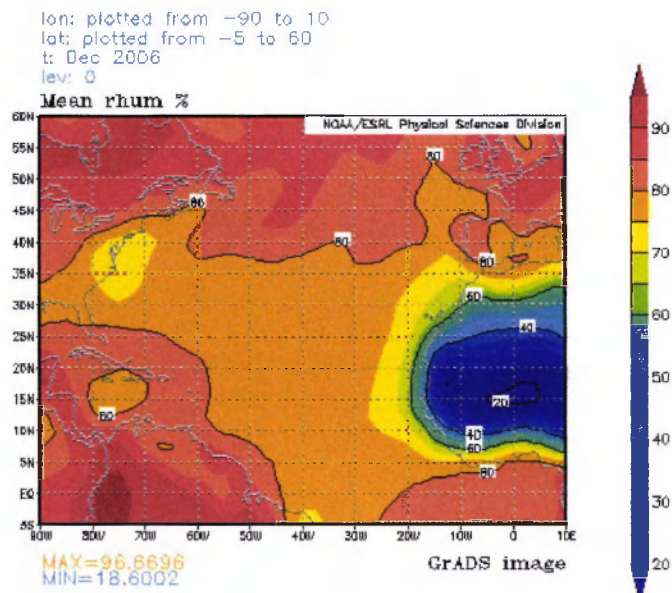 lon: plotted from -90 to 10
lat: plotted from -5 to 60
t: Dec 2006
lev: 0
Mean rhum %
NOAA/ESRL Physical Sciences Division
60N
55N
50N
45N
40N
35N
30N
25N
20N
15N
10N
5N
EQ
5S
90W 80W 70W 60W 50W 40W 30W 20W 10W 0 10E
80
80
80
80
60
40
20
40
60
80
60
90
80
70
60
50
40
30
20
MAX=96.6696
MIN=18.6002
GrADS image